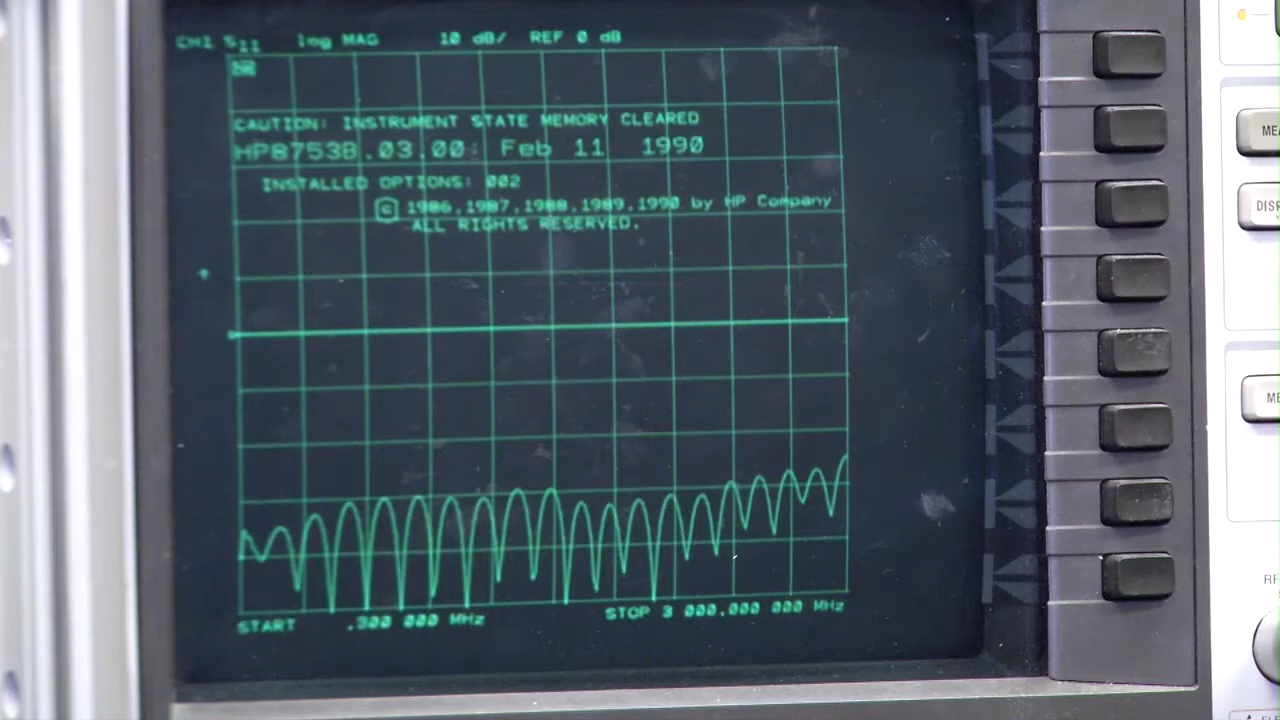 CH1 S11 log MAG 10 dB/ REF 0 dB
CAUTION: INSTRUMENT STATE MEMORY CLEARED
HP8753B.03.00: Feb 11 1990
INSTALLED OPTIONS: 002
© 1986,1987,1988,1989,1990 by HP Company
ALL RIGHTS RESERVED.
START .300 000 MHz STOP 3 000.000 000 MHz